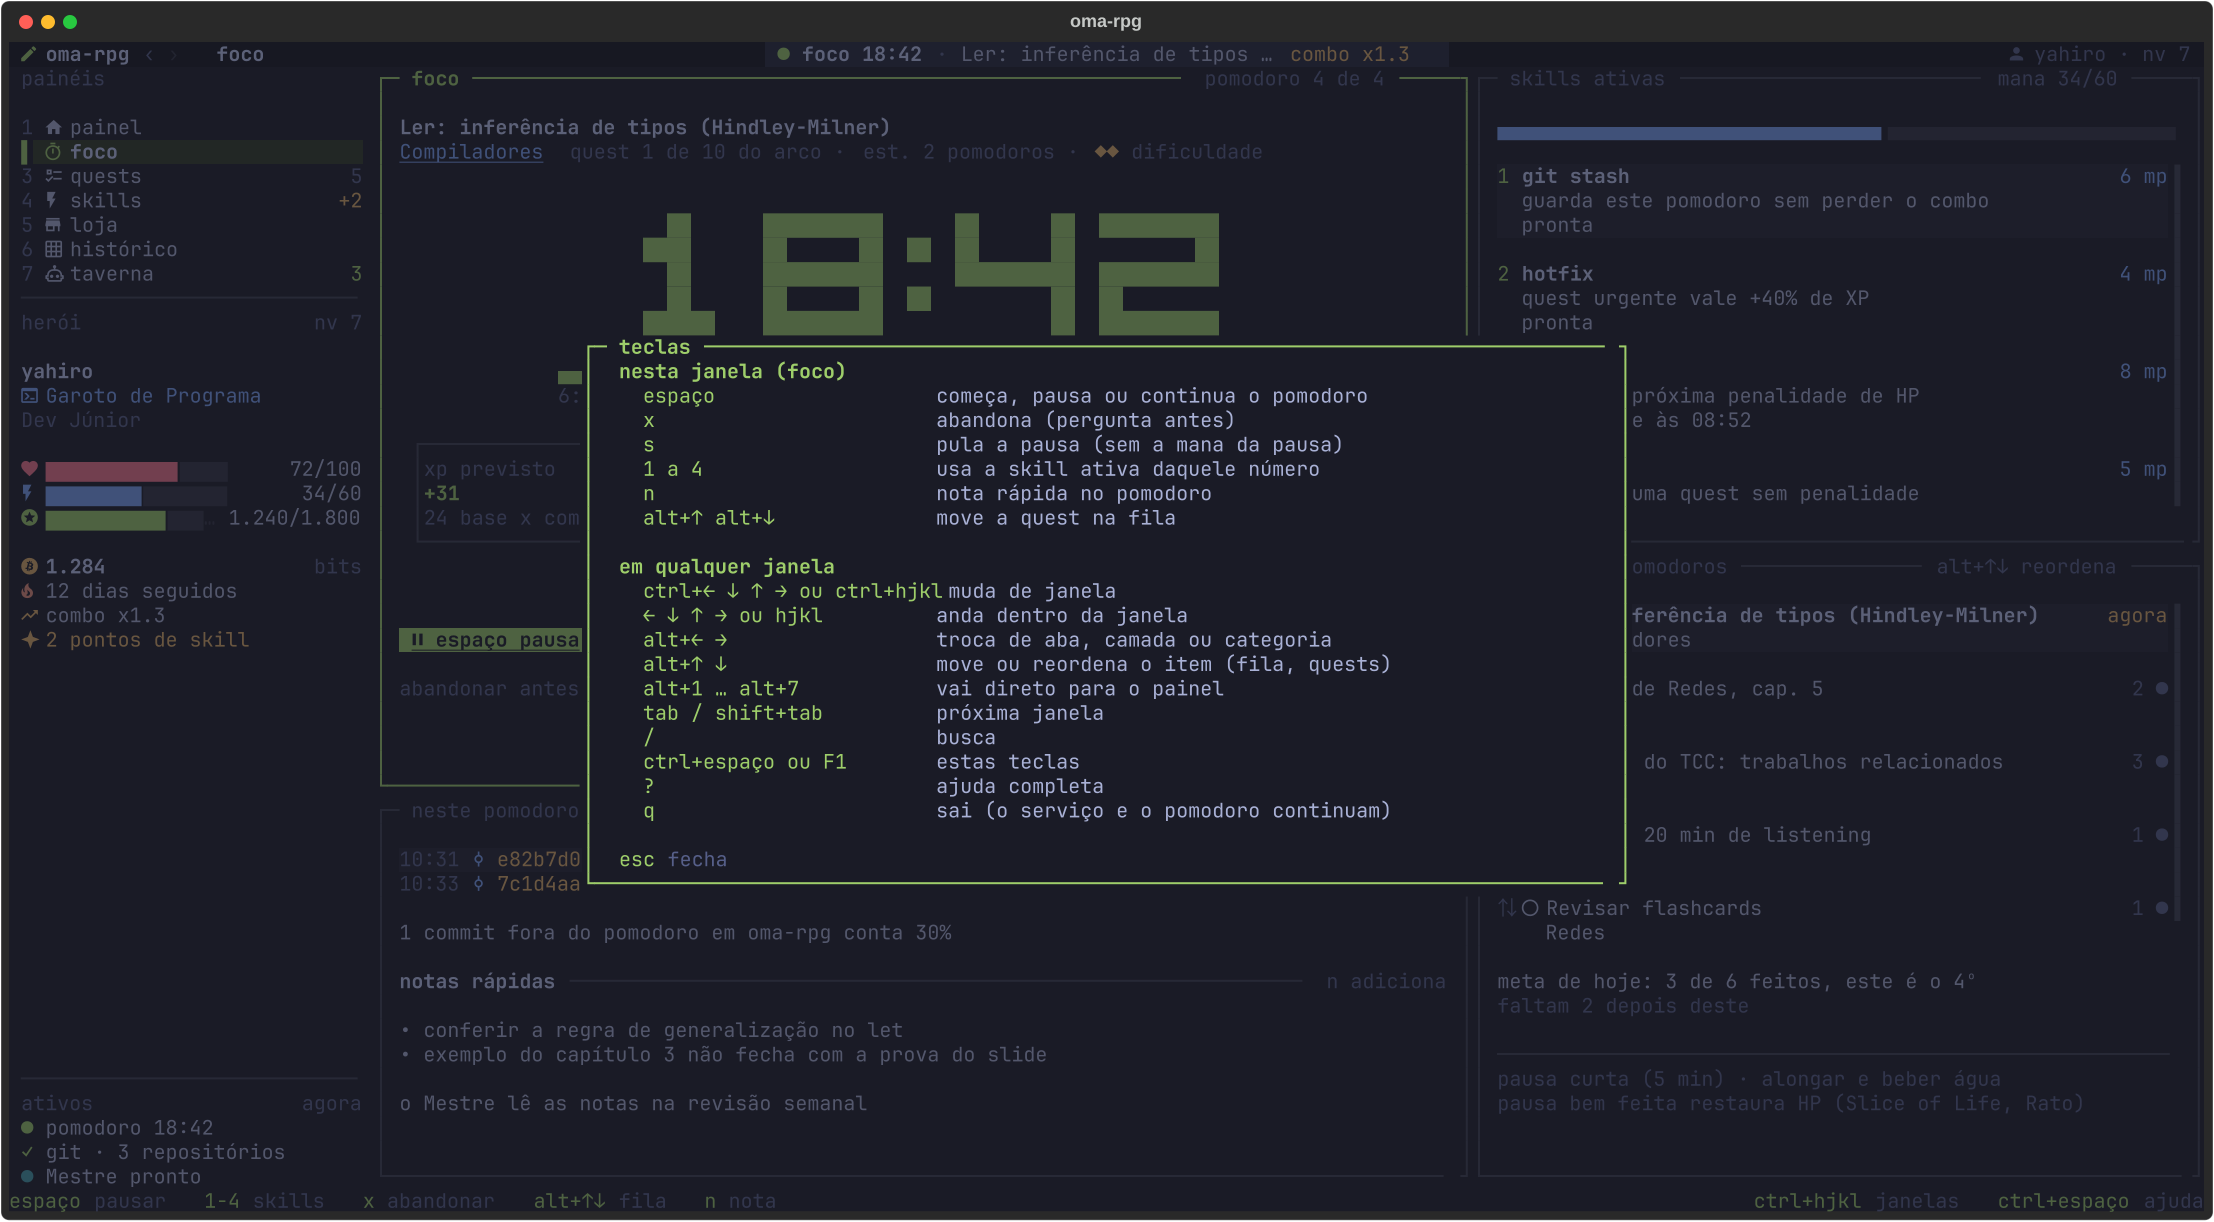 oma-rpg
oma-rpg ‹ › foco
foco 18:42 · Ler: inferência de tipos … combo x1.3
yahiro · nv 7
painéis
1 painel
foco
3 quests 5
4 skills +2
5 loja
6 histórico
7 taverna 3
herói nv 7
yahiro
Garoto de Programa
Dev Júnior
72/100
34/60
… 1.240/1.800
1.284 bits
12 dias seguidos
combo x1.3
2 pontos de skill
ativos agora
pomodoro 18:42
git · 3 repositórios
Mestre pronto
foco pomodoro 4 de 4
Ler: inferência de tipos (Hindley-Milner)
Compiladores quest 1 de 10 do arco · est. 2 pomodoros · ◆◆ dificuldade
18:42
6:
xp previsto
+31
24 base x com
espaço pausa
abandonar antes
teclas
nesta janela (foco)
espaço começa, pausa ou continua o pomodoro
x abandona (pergunta antes)
s pula a pausa (sem a mana da pausa)
1 a 4 usa a skill ativa daquele número
n nota rápida no pomodoro
alt+↑ alt+↓ move a quest na fila
em qualquer janela
ctrl+← ↓ ↑ → ou ctrl+hjkl muda de janela
← ↓ ↑ → ou hjkl anda dentro da janela
alt+← → troca de aba, camada ou categoria
alt+↑ ↓ move ou reordena o item (fila, quests)
alt+1 … alt+7 vai direto para o painel
tab / shift+tab próxima janela
/ busca
ctrl+espaço ou F1 estas teclas
? ajuda completa
q sai (o serviço e o pomodoro continuam)
esc fecha
neste pomodoro
10:31 e82b7d0
10:33 7c1d4aa
1 commit fora do pomodoro em oma-rpg conta 30%
notas rápidas n adiciona
• conferir a regra de generalização no let
• exemplo do capítulo 3 não fecha com a prova do slide
o Mestre lê as notas na revisão semanal
skills ativas mana 34/60
1 git stash 6 mp
guarda este pomodoro sem perder o combo
pronta
2 hotfix 4 mp
quest urgente vale +40% de XP
pronta
8 mp
próxima penalidade de HP
e às 08:52
5 mp
uma quest sem penalidade
omodoros alt+↑↓ reordena
ferência de tipos (Hindley-Milner) agora
dores
de Redes, cap. 5 2 ●
do TCC: trabalhos relacionados 3 ●
20 min de listening 1 ●
↑↓ ○ Revisar flashcards 1 ●
Redes
meta de hoje: 3 de 6 feitos, este é o 4º
faltam 2 depois deste
pausa curta (5 min) · alongar e beber água
pausa bem feita restaura HP (Slice of Life, Rato)
espaço pausar 1-4 skills x abandonar alt+↑↓ fila n nota
ctrl+hjkl janelas ctrl+espaço ajuda